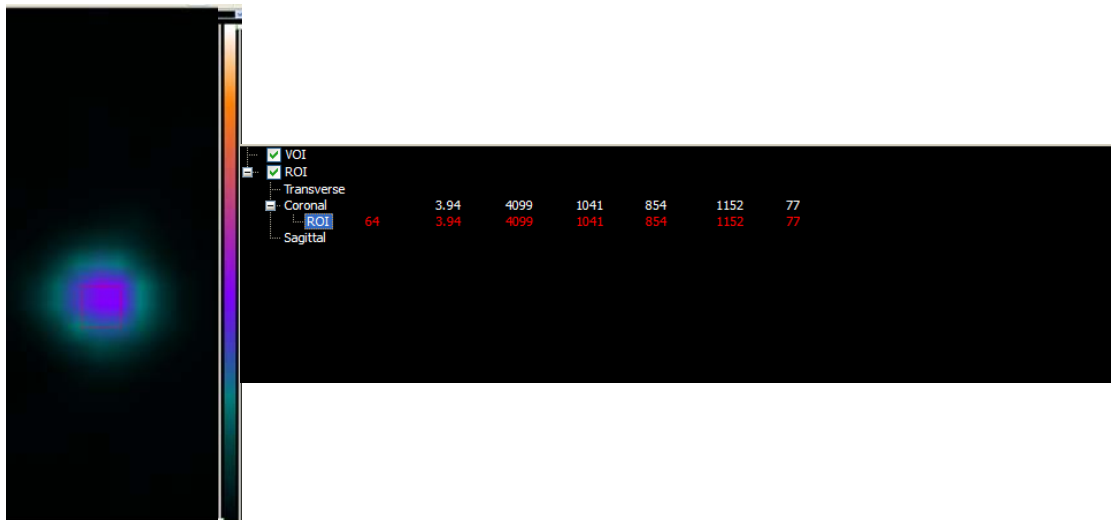 VOI
ROI
Transverse
Coronal 3.94 4099 1041 854 1152 77
ROI 64 3.94 4099 1041 854 1152 77
Sagittal